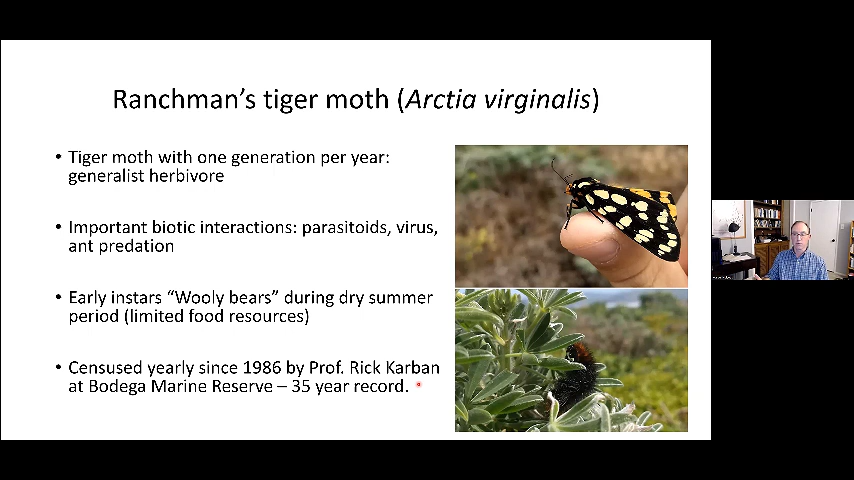 Ranchman’s tiger moth (Arctia virginalis)
• Tiger moth with one generation per year:
generalist herbivore
• Important biotic interactions: parasitoids, virus,
ant predation
• Early instars “Wooly bears” during dry summer
period (limited food resources)
• Censused yearly since 1986 by Prof. Rick Karban
at Bodega Marine Reserve – 35 year record.